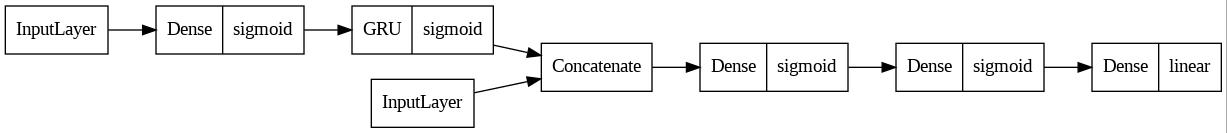 InputLayer
Dense sigmoid
GRU sigmoid
InputLayer
Concatenate
Dense sigmoid
Dense sigmoid
Dense linear